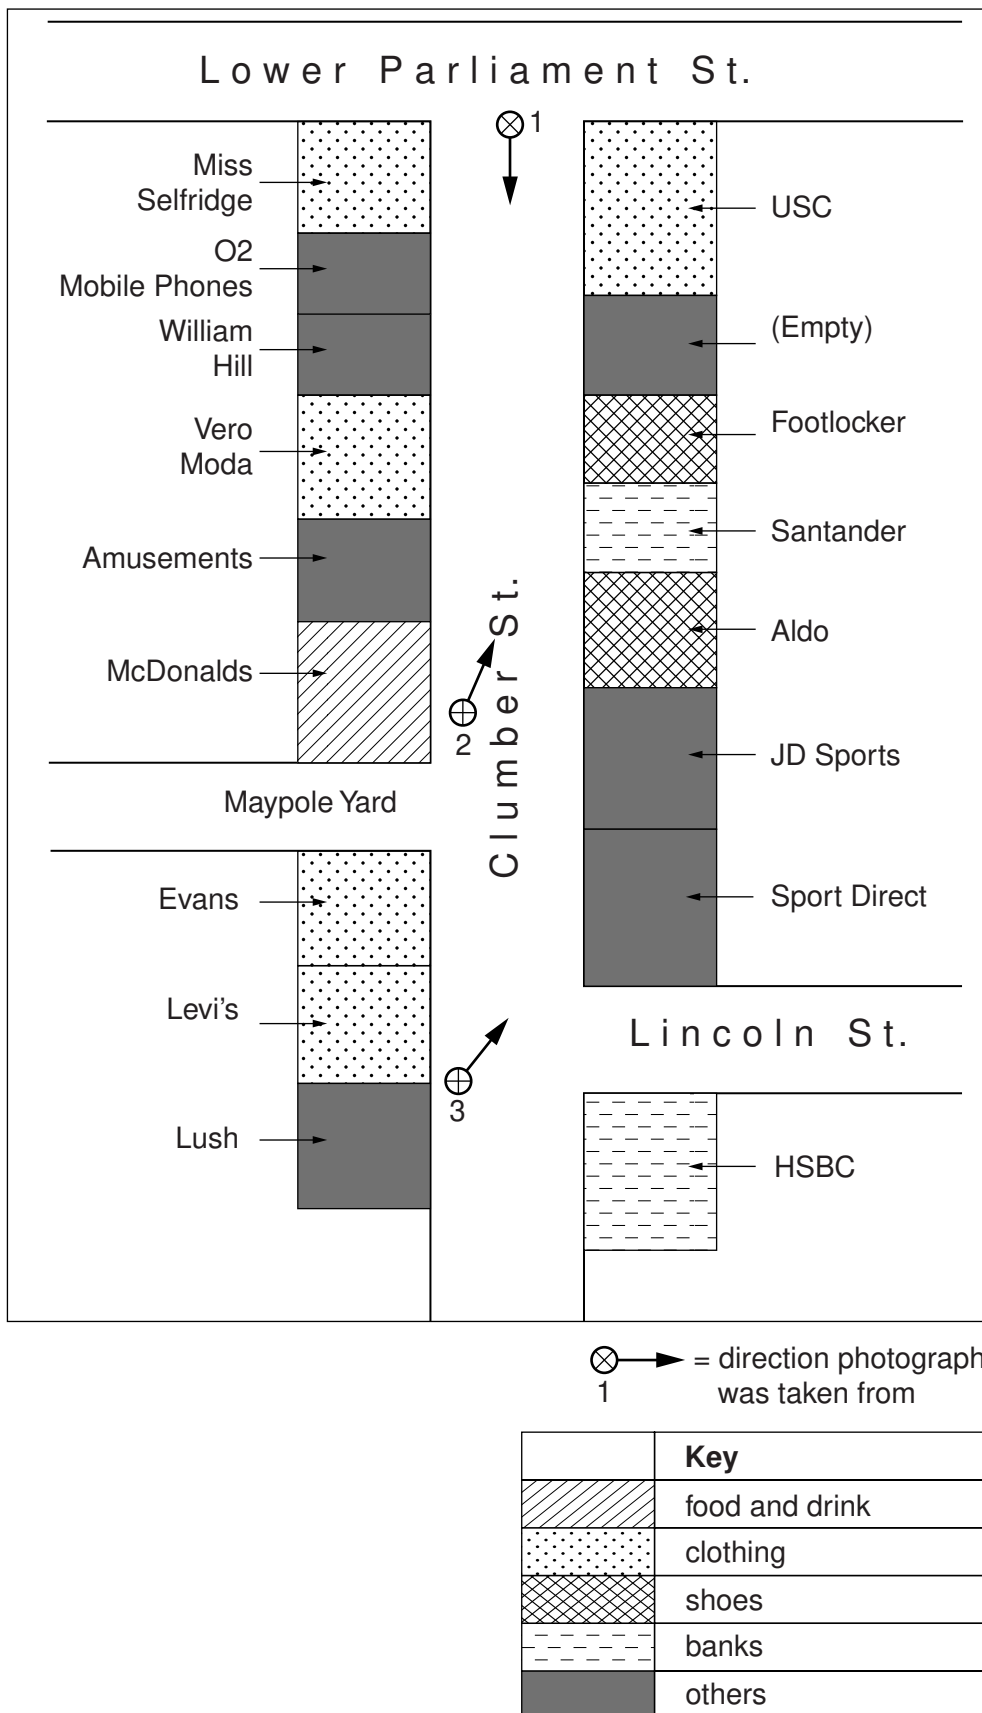 Lower Parliament St.
1
Miss
Selfridge
O2
Mobile Phones
William
Hill
Vero
Moda
Amusements
McDonalds
Maypole Yard
Evans
Levi's
Lush
Clumber St.
2
3
USC
(Empty)
Footlocker
Santander
Aldo
JD Sports
Sport Direct
Lincoln St.
HSBC
1
= direction photograph
was taken from
Key
food and drink
clothing
shoes
banks
others